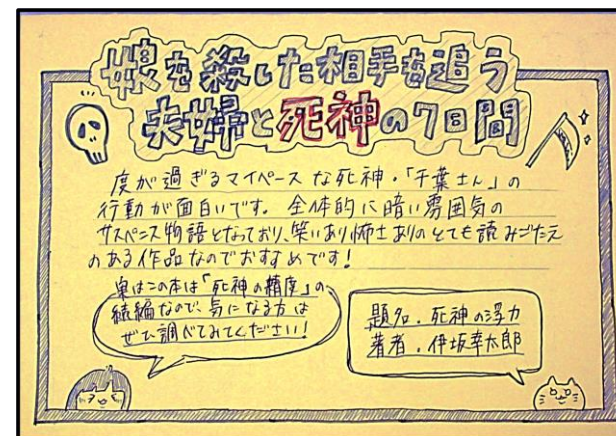 娘を殺した相手を追う
夫婦と死神の7日間
度が過ぎるマイペースな死神・「千葉さん」の
行動が面白いです。全体的に暗い雰囲気の
サスペンス物語となっており、笑いあり怖さありのとても読みごたえ
のある作品なのでおすすめです!
実はこの本は「死神の精度」の
続編なので、気になる方は
ぜひ調べてみてください!
題名.死神の浮力
著者.伊坂幸太郎